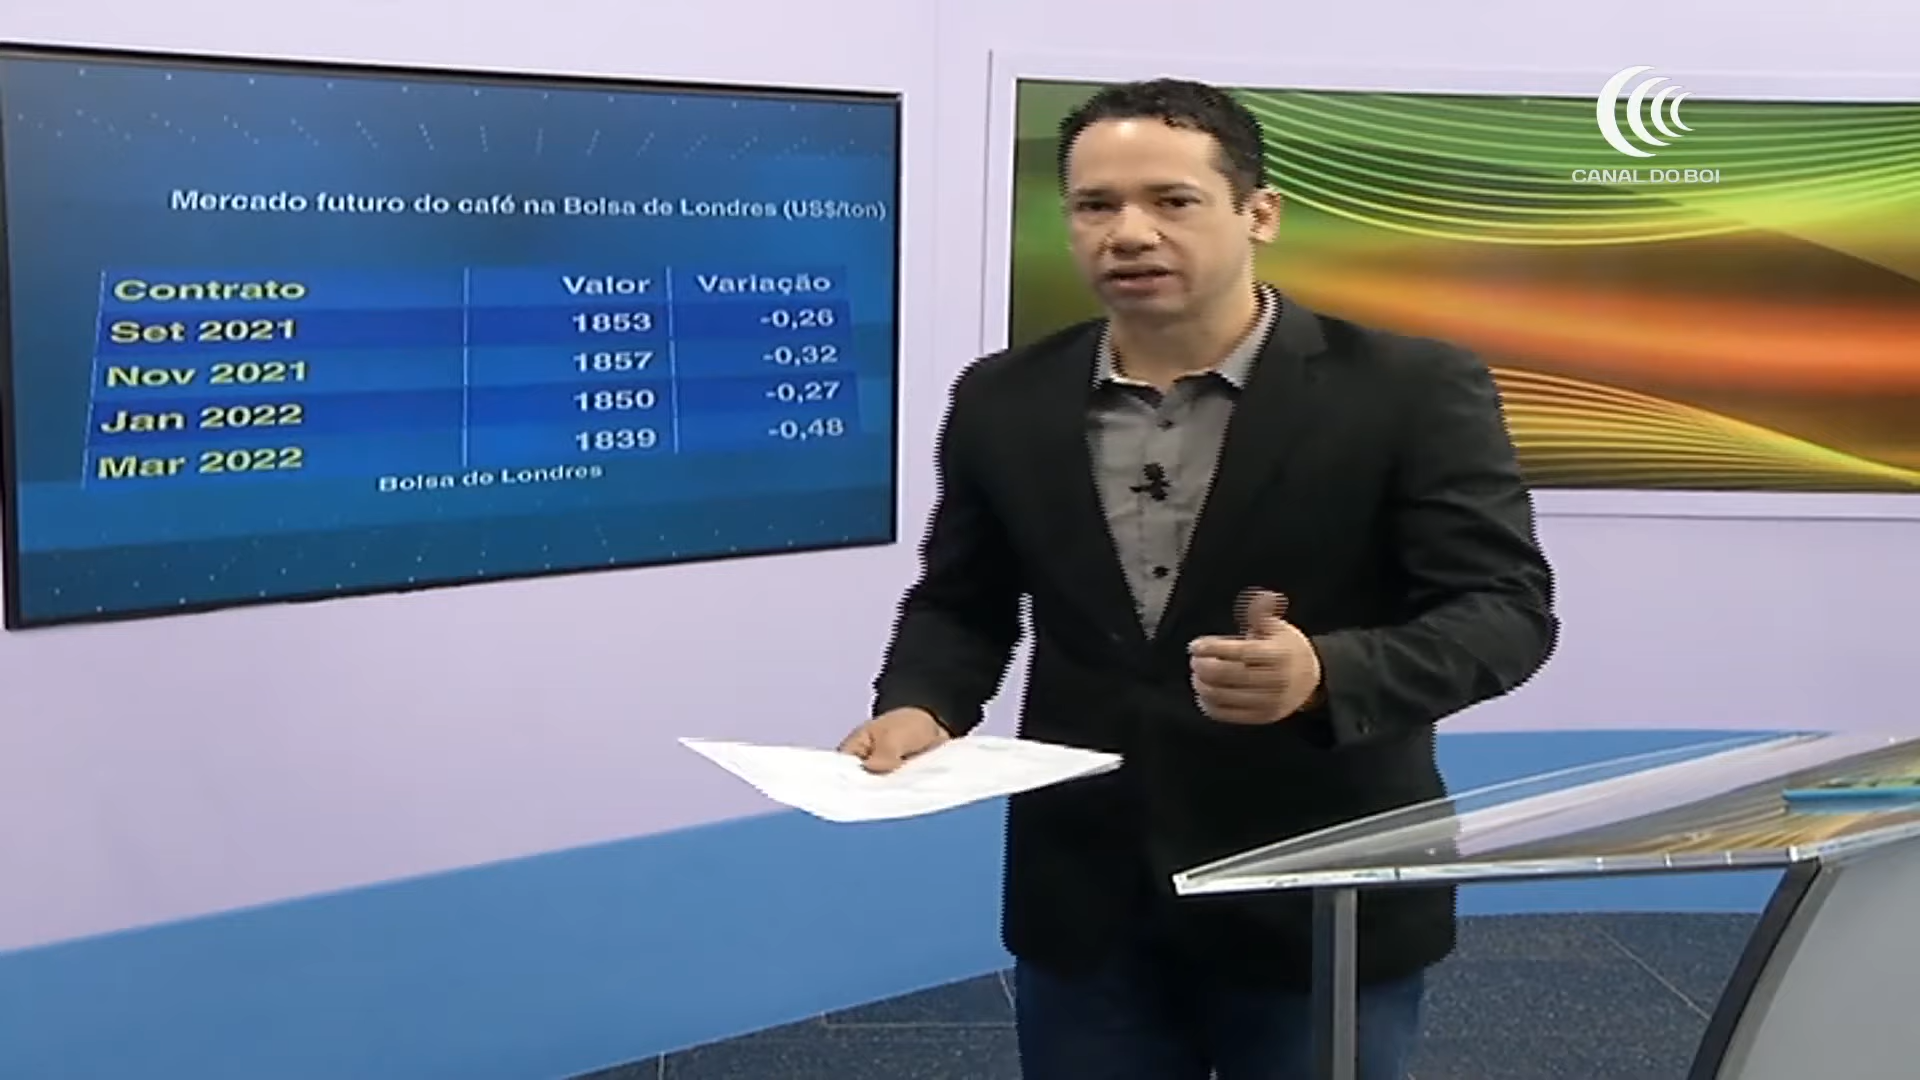 CANAL DO BOI
Mercado futuro do café na Bolsa de Londres (US$/ton)
Contrato Valor Variação
Set 2021 1853 -0,26
Nov 2021 1857 -0,32
Jan 2022 1850 -0,27
Mar 2022 1839 -0,48
Bolsa de Londres